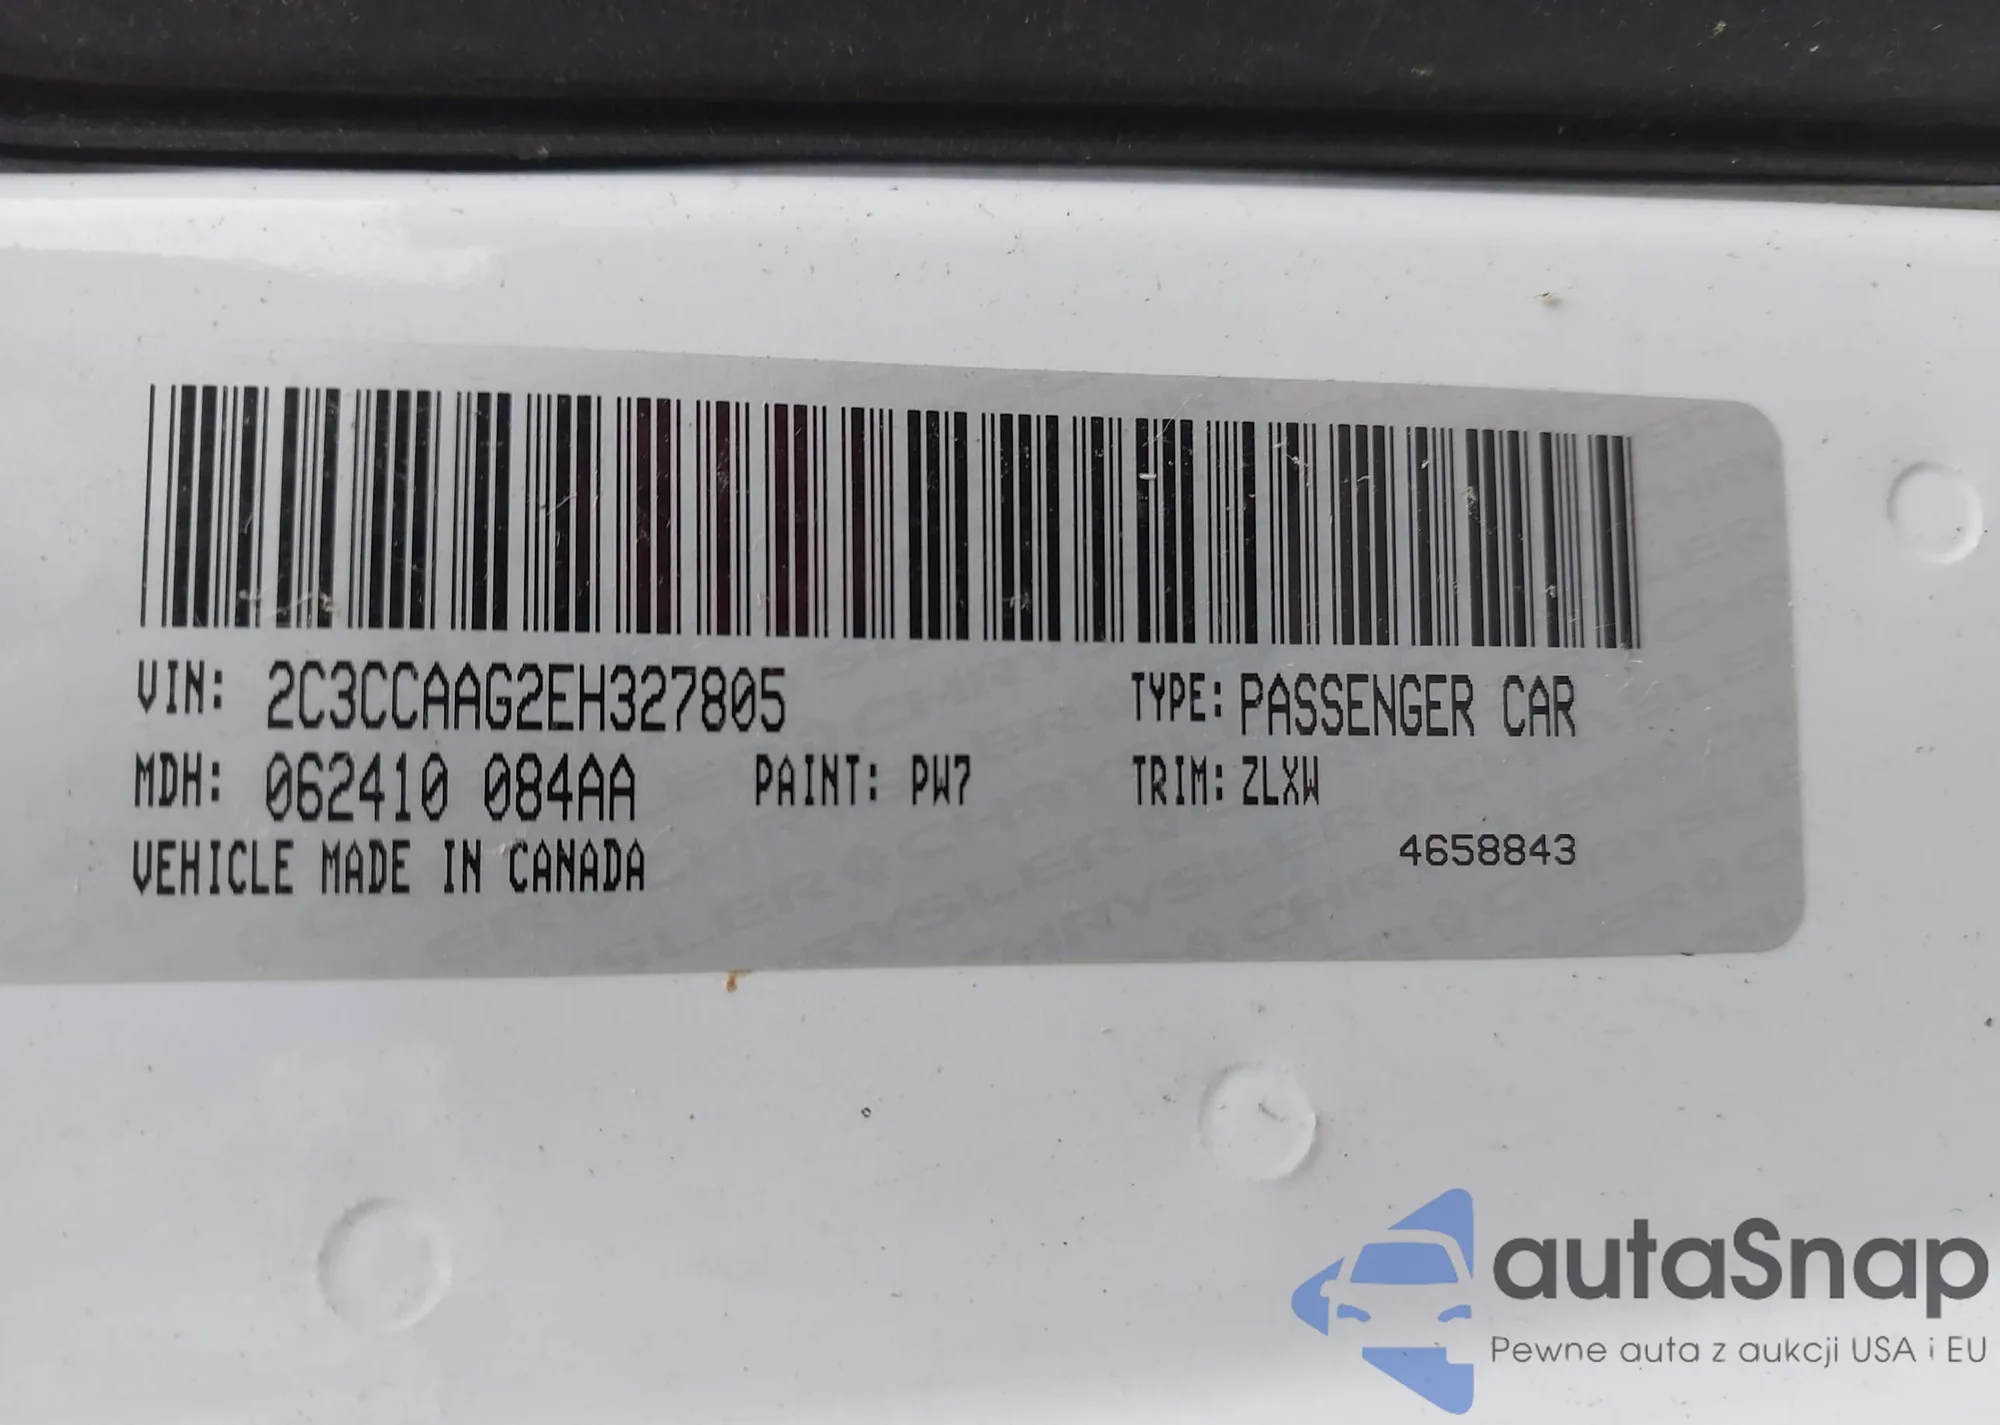 VIN: 2C3CCAAG2EH327805 TYPE: PASSENGER CAR
MDH: 062410 084AA PAINT: PW7 TRIM: ZLXW
VEHICLE MADE IN CANADA 4658843
autaSnap
Pewne auta z aukcji USA i EU